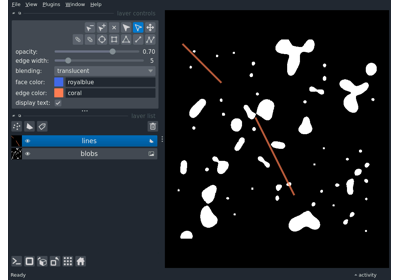 File View Plugins Window Help
layer controls
opacity: 0.70
edge width: 5
blending: translucent
face color: royalblue
edge color: coral
display text:
layer list
lines
blobs
Ready
activity